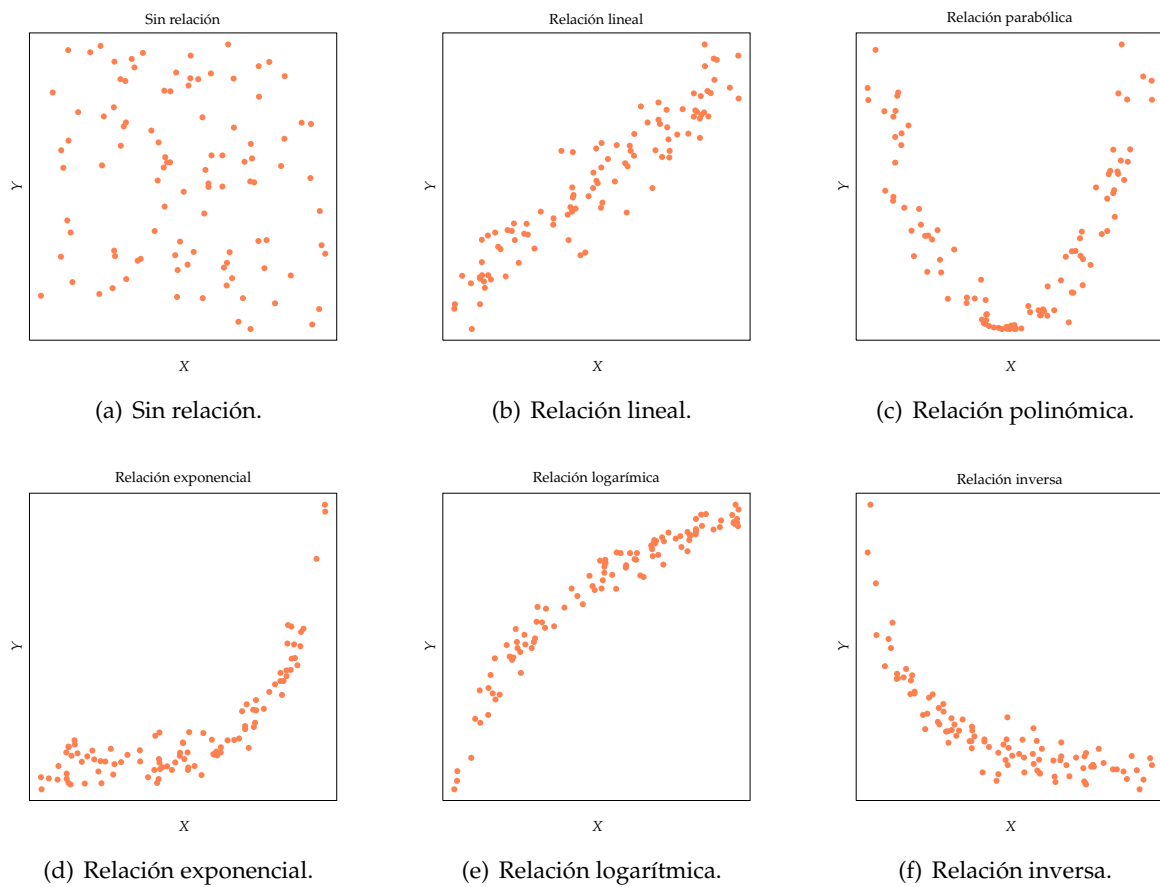 Sin relación
Y
X
(a) Sin relación.
Relación lineal
Y
X
(b) Relación lineal.
Relación parabólica
Y
X
(c) Relación polinómica.
Relación exponencial
Y
X
(d) Relación exponencial.
Relación logarímica
Y
X
(e) Relación logarítmica.
Relación inversa
Y
X
(f) Relación inversa.